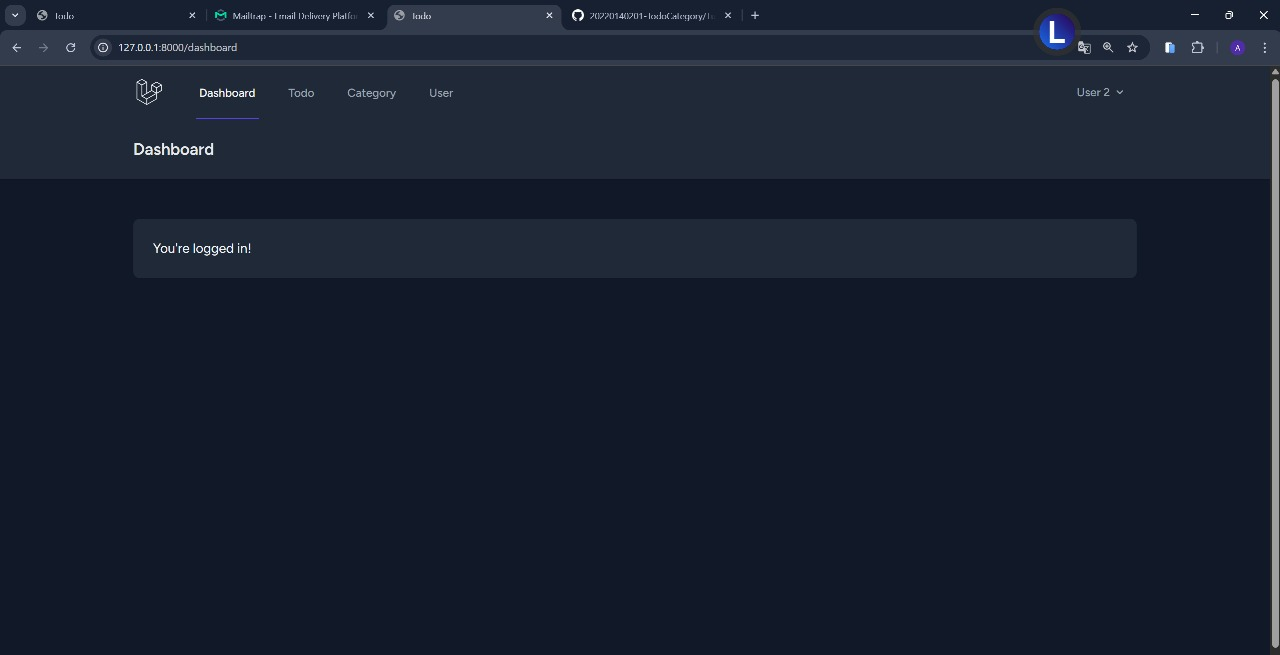 Todo
Mailtrap - Email Delivery Platfor
Todo
20220140201-TodoCategory/
L
127.0.0.1:8000/dashboard
A
Dashboard
Todo
Category
User
User 2
Dashboard
You're logged in!